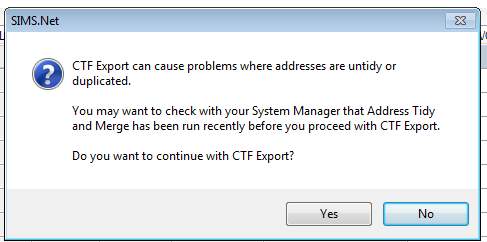 SIMS.Net
CTF Export can cause problems where addresses are untidy or
duplicated.
You may want to check with your System Manager that Address Tidy
and Merge has been run recently before you proceed with CTF Export.
Do you want to continue with CTF Export?
Yes
No